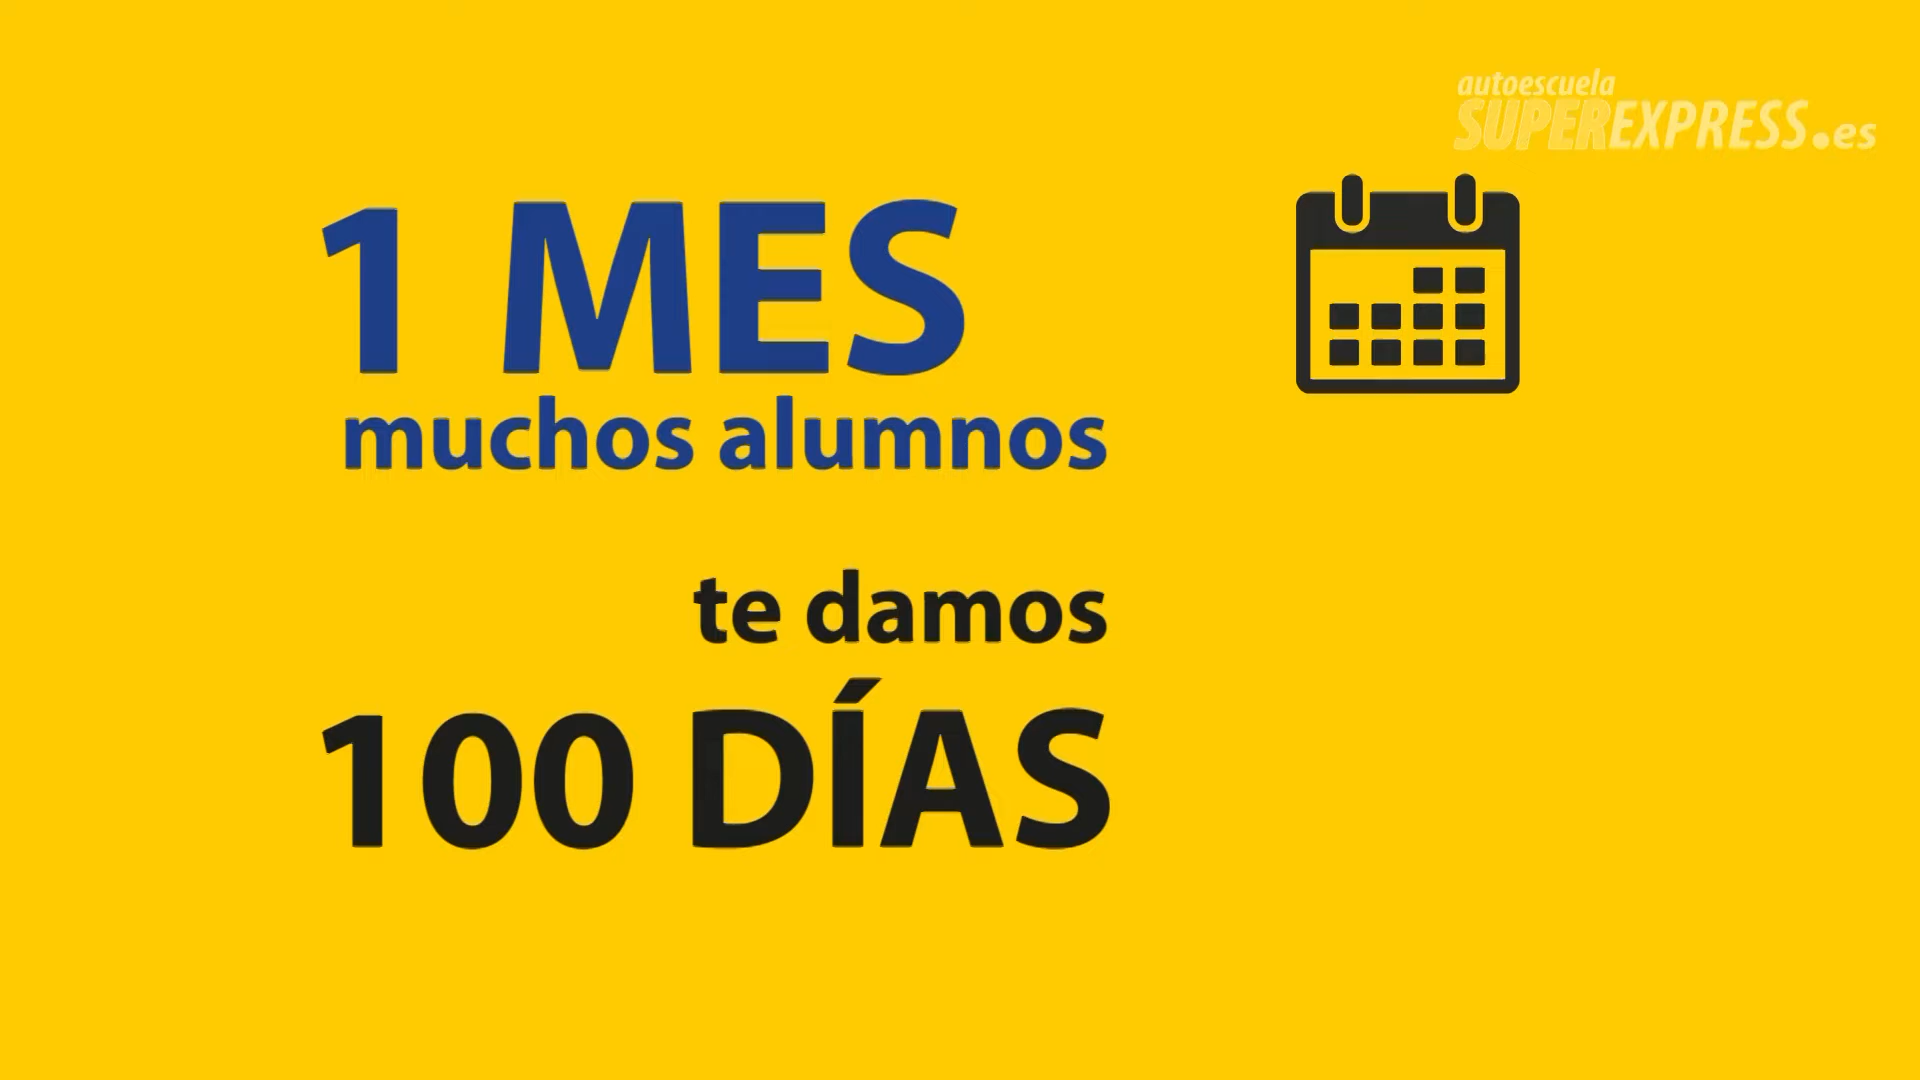 autoescuela
SUPEREXPRESS.es
1 MES
muchos alumnos
te damos
100 DÍAS